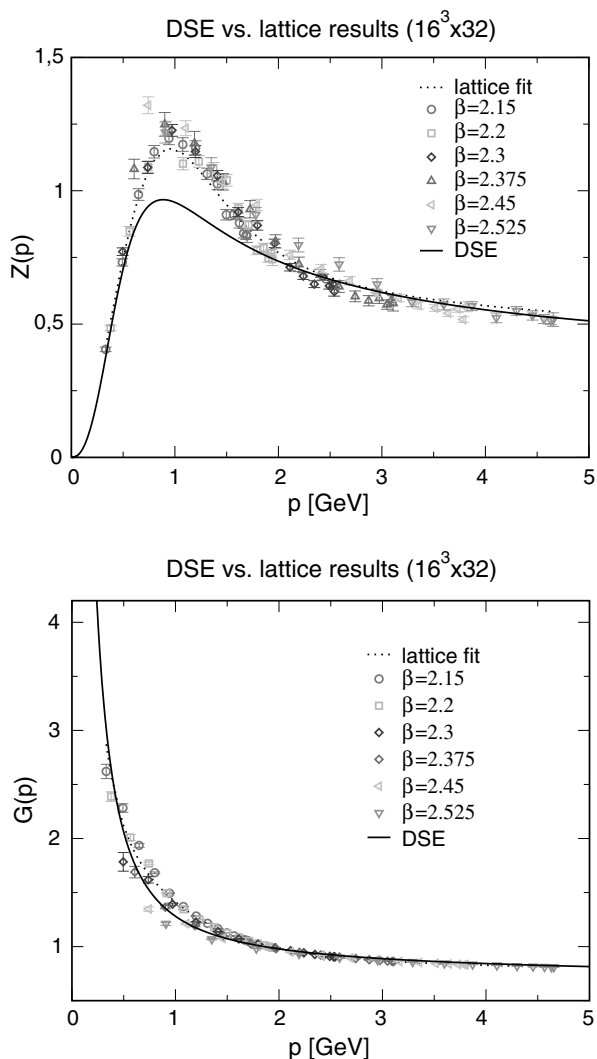 DSE vs. lattice results (16³x32)
1,5
1
0,5
0
Z(p)
lattice fit
β=2.15
β=2.2
β=2.3
β=2.375
β=2.45
β=2.525
DSE
0 1 2 3 4 5
p [GeV]
DSE vs. lattice results (16³x32)
4
3
2
1
0
G(p)
lattice fit
β=2.15
β=2.2
β=2.3
β=2.375
β=2.45
β=2.525
DSE
0 1 2 3 4 5
p [GeV]